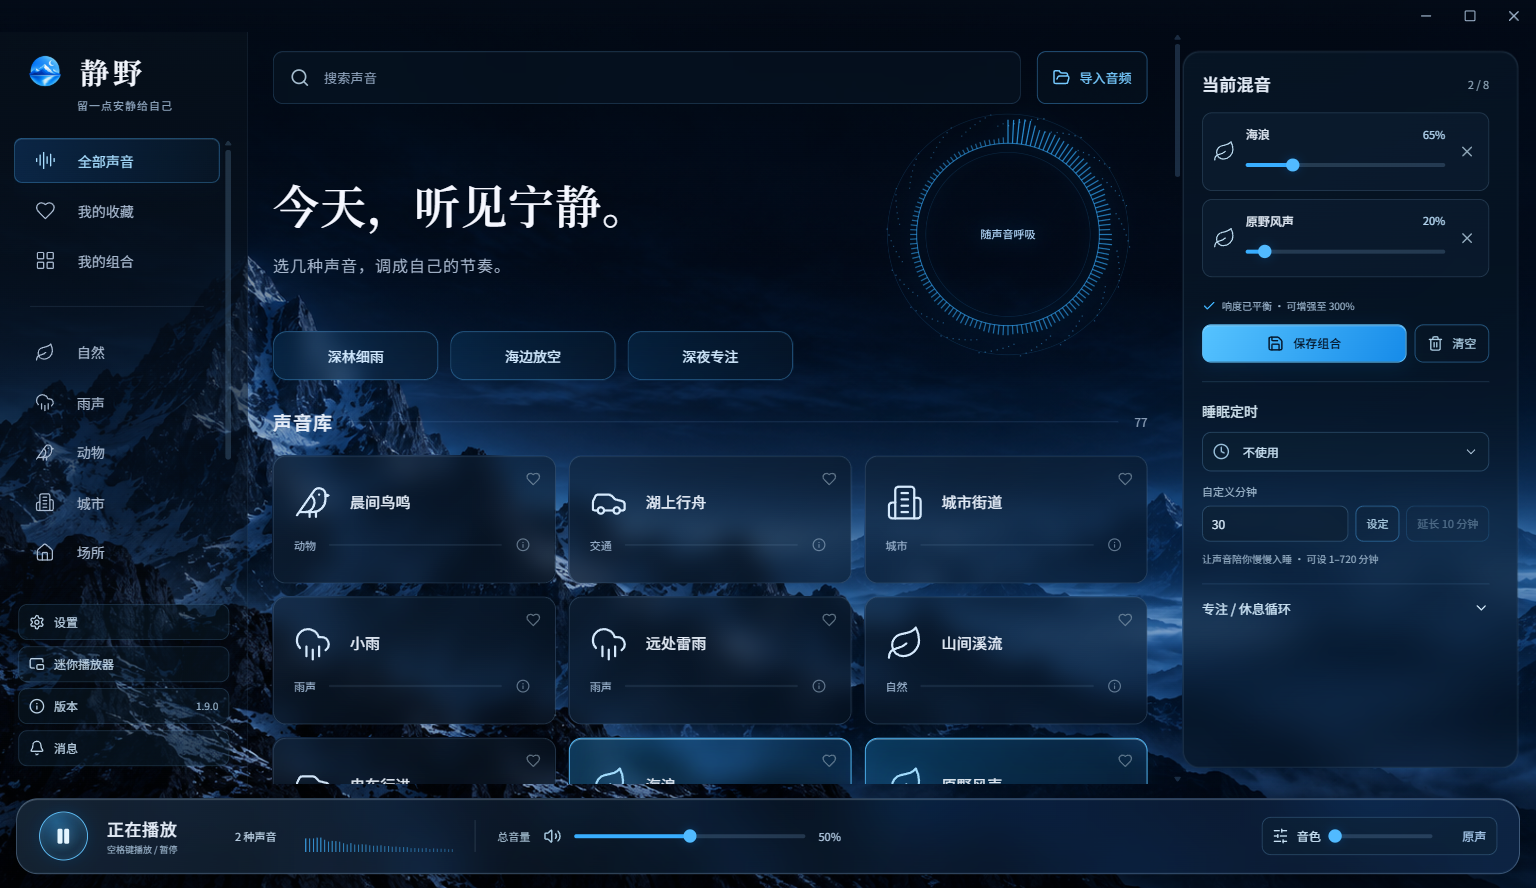 静野
留一点安静给自己
全部声音
我的收藏
我的组合
自然
雨声
动物
城市
场所
设置
迷你播放器
版本 1.9.0
消息
搜索声音
导入音频
今天，听见宁静。
选几种声音，调成自己的节奏。
随声音呼吸
深林细雨
海边放空
深夜专注
声音库 77
晨间鸟鸣
动物
湖上行舟
交通
城市街道
城市
小雨
雨声
远处雷雨
雨声
山间溪流
自然
海浪
原野风声
当前混音 2 / 8
海浪 65%
原野风声 20%
响度已平衡 · 可增强至 300%
保存组合
清空
睡眠定时
不使用
自定义分钟
30
设定
延长 10 分钟
让声音陪你慢慢入睡 · 可设 1–720 分钟
专注 / 休息循环
正在播放
空格键播放 / 暂停
2 种声音
总音量
50%
音色
原声